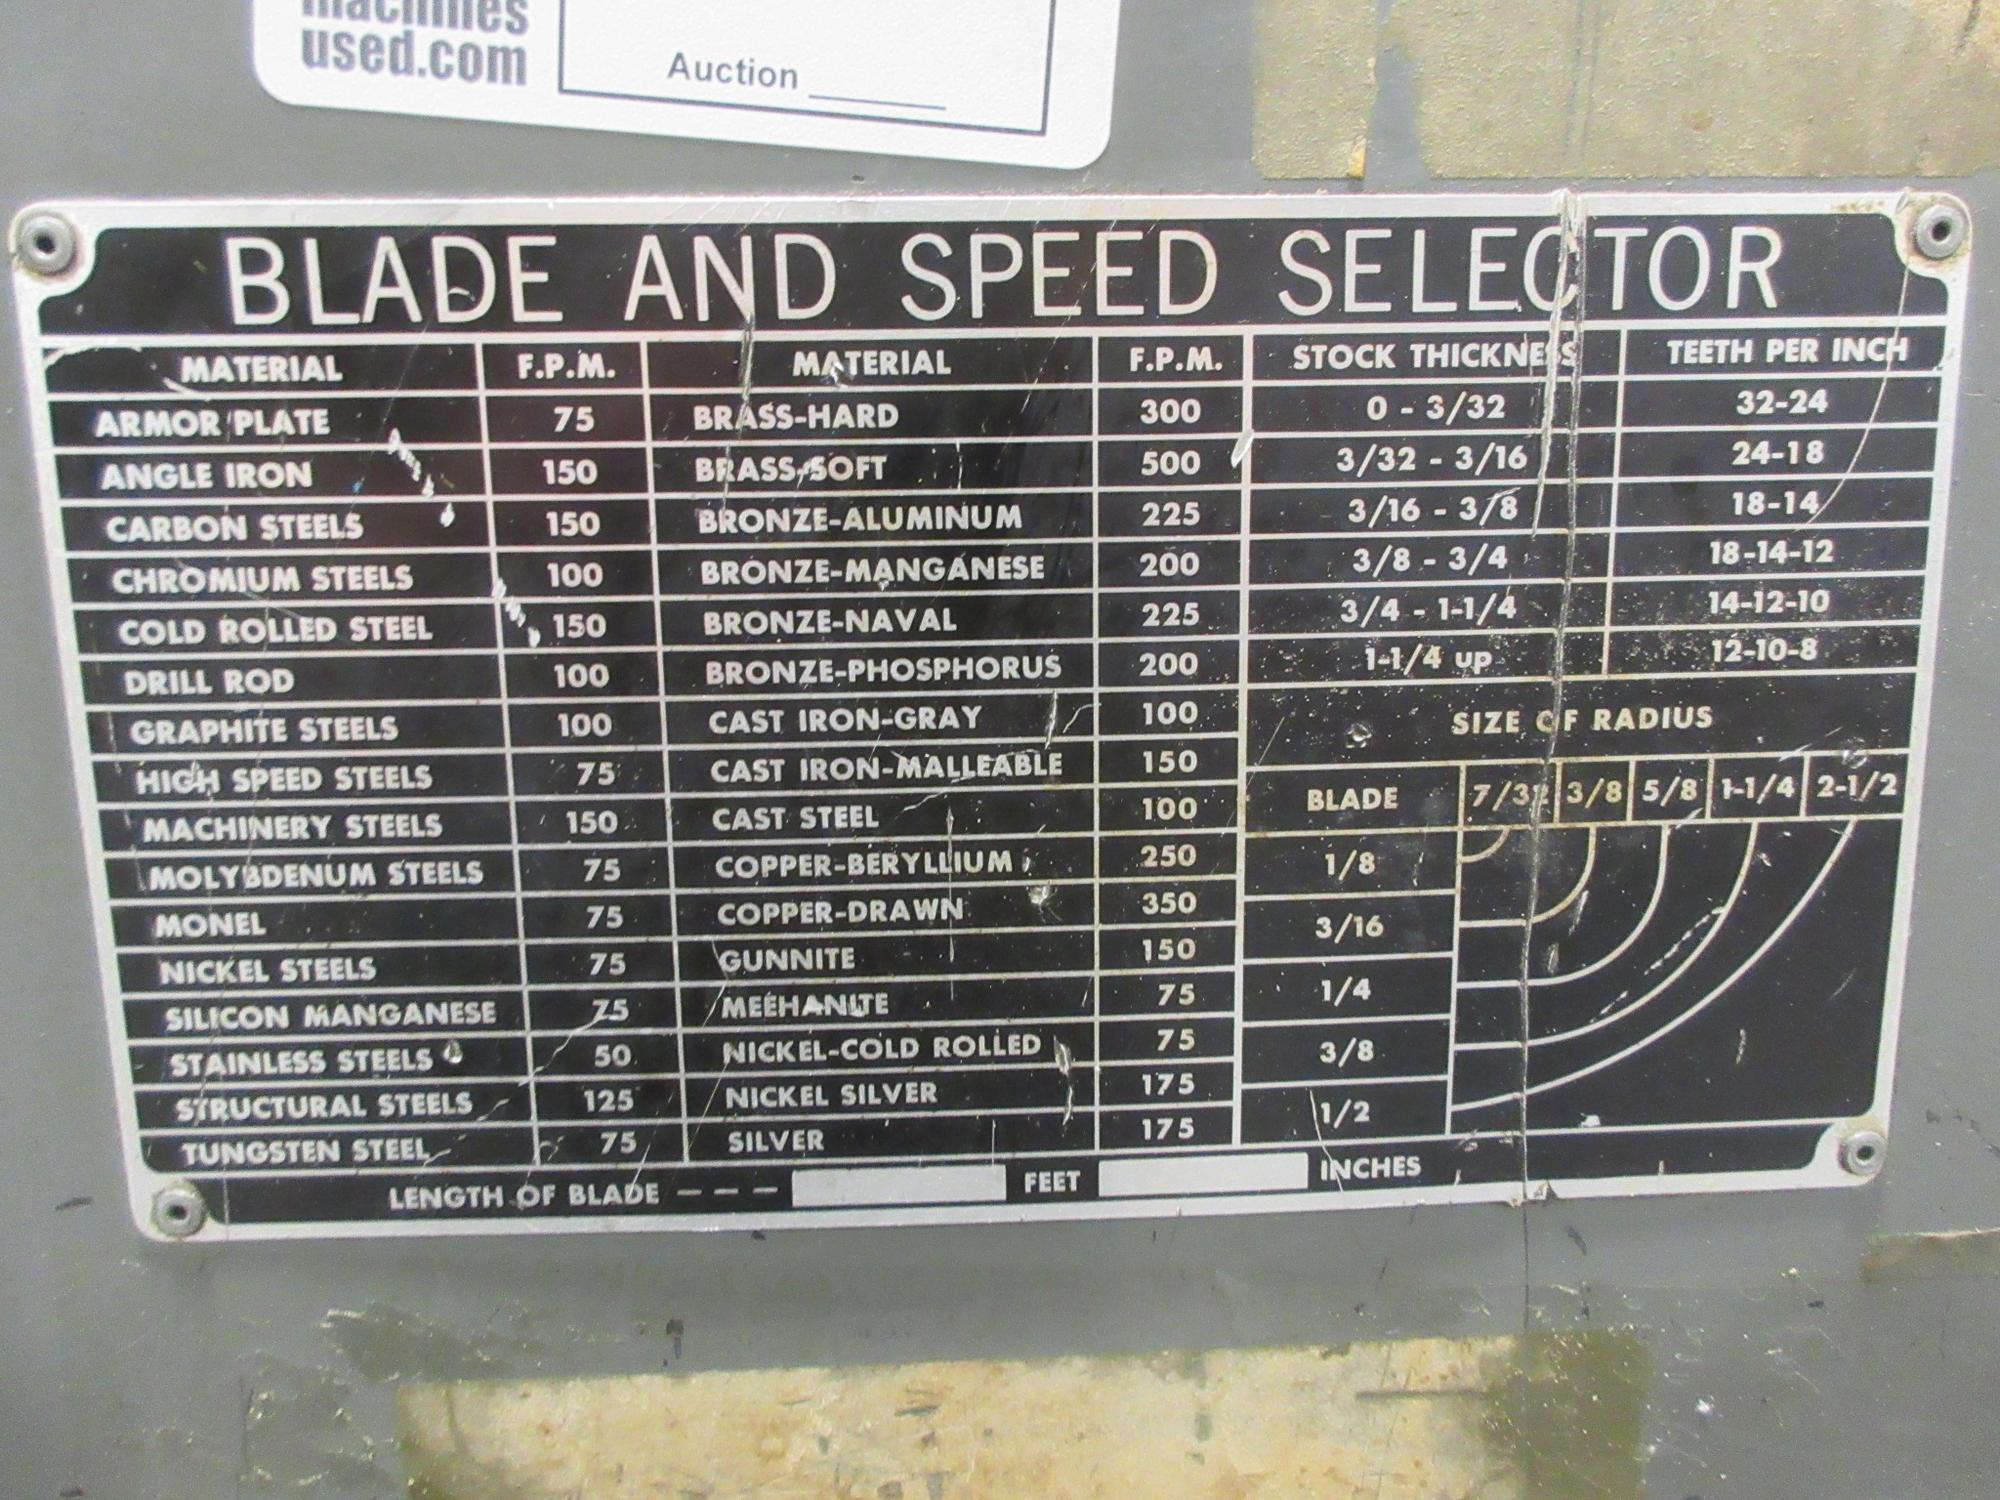 machines
used.com
Auction
BLADE AND SPEED SELECTOR
MATERIAL F.P.M. MATERIAL F.P.M. STOCK THICKNESS TEETH PER INCH
ARMOR PLATE 75 BRASS-HARD 300 0 - 3/32 32-24
ANGLE IRON 150 BRASS-SOFT 500 3/32 - 3/16 24-18
CARBON STEELS 150 BRONZE-ALUMINUM 225 3/16 - 3/8 18-14
CHROMIUM STEELS 100 BRONZE-MANGANESE 200 3/8 - 3/4 18-14-12
COLD ROLLED STEEL 150 BRONZE-NAVAL 225 3/4 - 1-1/4 14-12-10
DRILL ROD 100 BRONZE-PHOSPHORUS 200 1-1/4 up 12-10-8
GRAPHITE STEELS 100 CAST IRON-GRAY 100 SIZE OF RADIUS
HIGH SPEED STEELS 75 CAST IRON-MALLEABLE 150 BLADE 7/32 3/8 5/8 1-1/4 2-1/2
MACHINERY STEELS 150 CAST STEEL 100
MOLYBDENUM STEELS 75 COPPER-BERYLLIUM 250 1/8
MONEL 75 COPPER-DRAWN 350 3/16
NICKEL STEELS 75 GUNNITE 150
SILICON MANGANESE 75 MEEHANITE 75 1/4
STAINLESS STEELS 50 NICKEL-COLD ROLLED 75 3/8
STRUCTURAL STEELS 125 NICKEL SILVER 175 1/2
TUNGSTEN STEEL 75 SILVER 175
LENGTH OF BLADE --- FEET INCHES